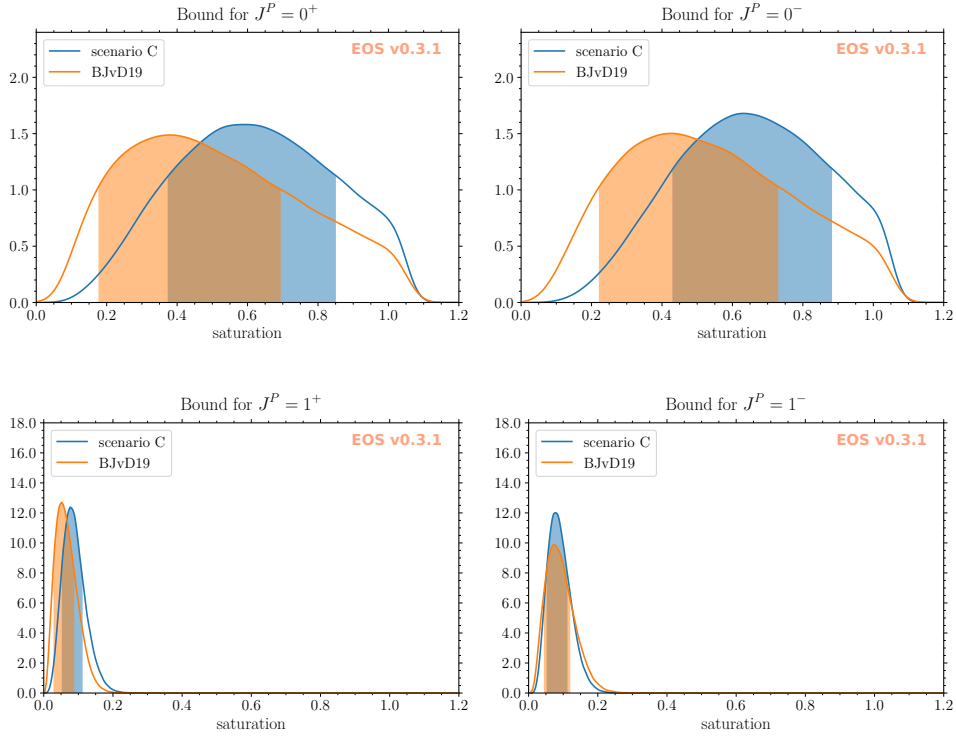 Bound for J^P = 0^+
scenario C
BJvD19
EOS v0.3.1
2.0
1.5
1.0
0.5
0.0
0.0 0.2 0.4 0.6 0.8 1.0 1.2
saturation
Bound for J^P = 0^−
scenario C
BJvD19
EOS v0.3.1
2.0
1.5
1.0
0.5
0.0
0.0 0.2 0.4 0.6 0.8 1.0 1.2
saturation
Bound for J^P = 1^+
18.0
scenario C
BJvD19
EOS v0.3.1
16.0
14.0
12.0
10.0
8.0
6.0
4.0
2.0
0.0
0.0 0.2 0.4 0.6 0.8 1.0 1.2
saturation
Bound for J^P = 1^−
18.0
scenario C
BJvD19
EOS v0.3.1
16.0
14.0
12.0
10.0
8.0
6.0
4.0
2.0
0.0
0.0 0.2 0.4 0.6 0.8 1.0 1.2
saturation